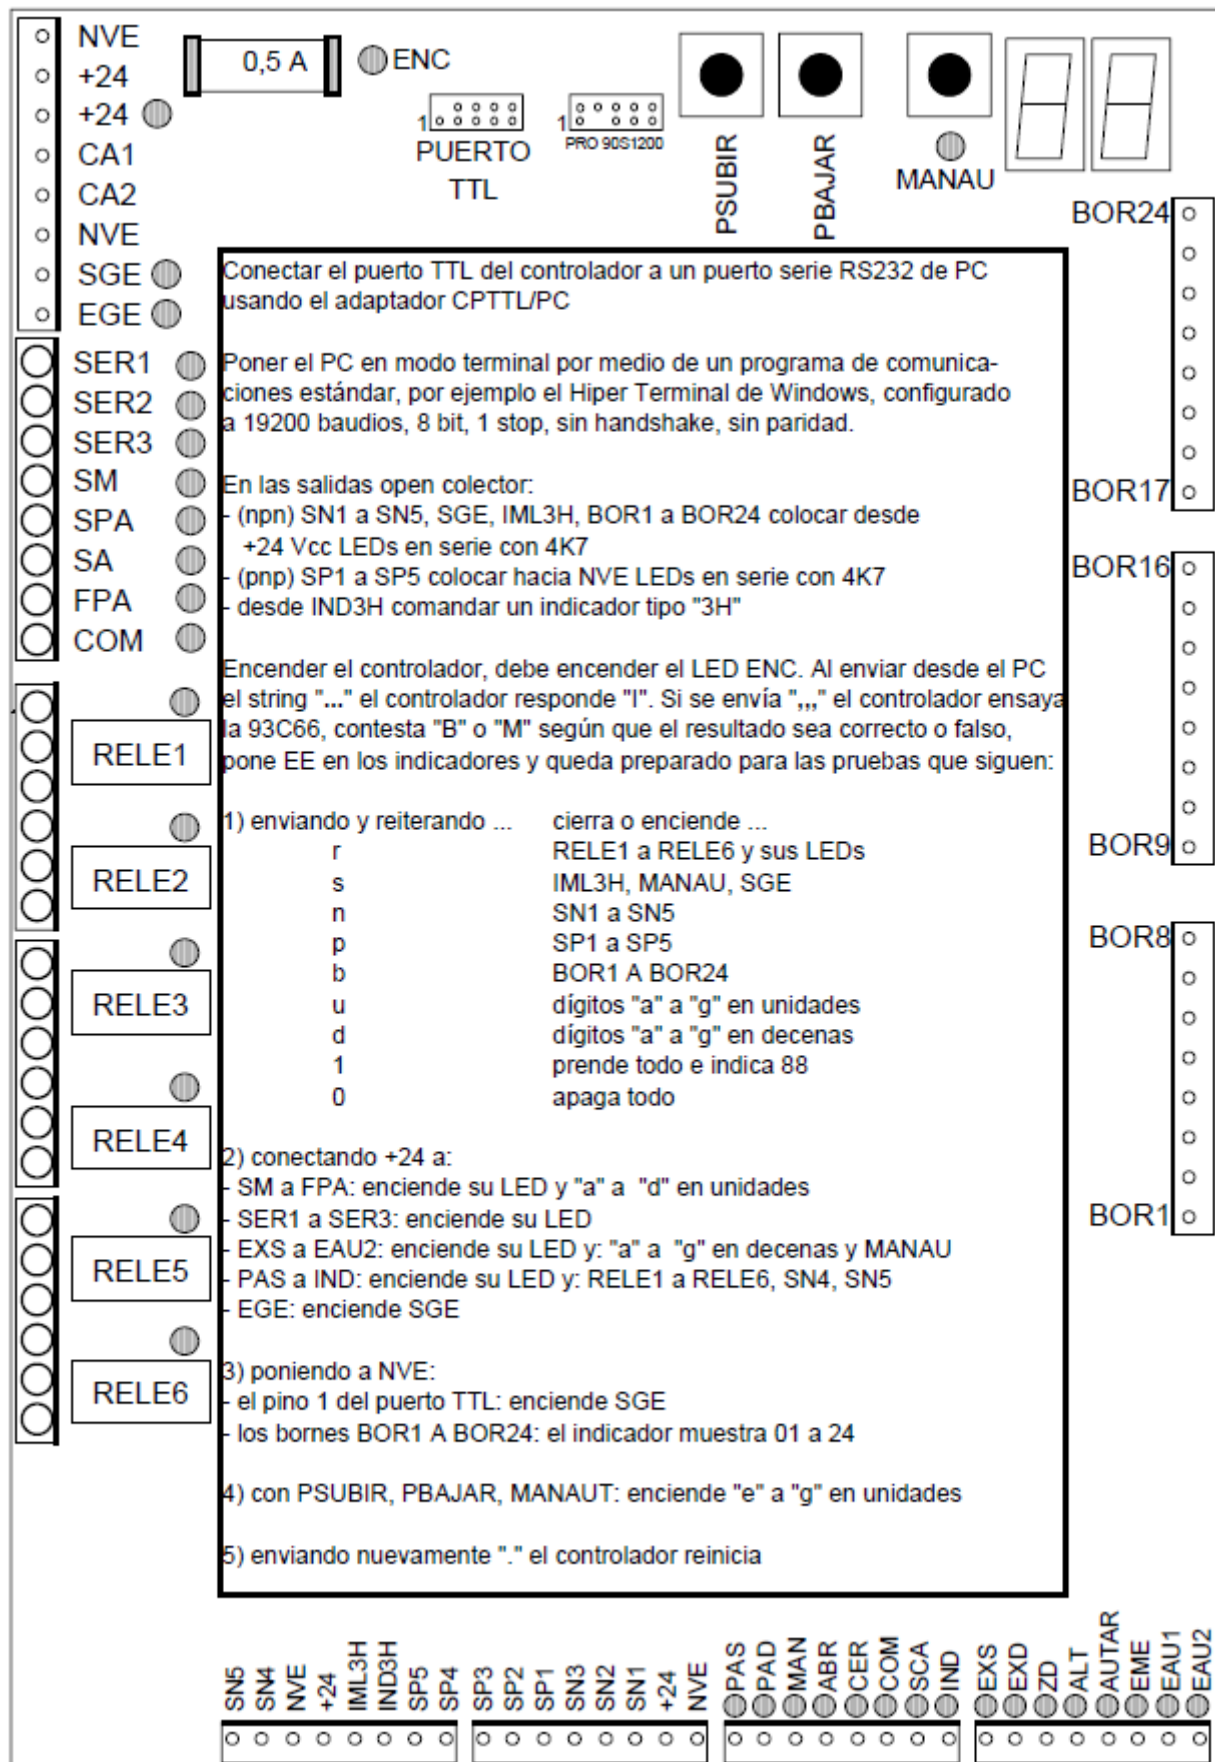 NVE
+24
+24
CA1
CA2
NVE
SGE
EGE
0,5 A
ENC
1
PUERTO
TTL
1
PRO 90S1200
PSUBIR
PBAJAR
MANAU
SER1
SER2
SER3
SM
SPA
SA
FPA
COM
RELE1
RELE2
RELE3
RELE4
RELE5
RELE6
Conectar el puerto TTL del controlador a un puerto serie RS232 de PC
usando el adaptador CPTTL/PC
Poner el PC en modo terminal por medio de un programa de comunica-
ciones estándar, por ejemplo el Hiper Terminal de Windows, configurado
a 19200 baudios, 8 bit, 1 stop, sin handshake, sin paridad.
En las salidas open colector:
- (npn) SN1 a SN5, SGE, IML3H, BOR1 a BOR24 colocar desde
+24 Vcc LEDs en serie con 4K7
- (pnp) SP1 a SP5 colocar hacia NVE LEDs en serie con 4K7
- desde IND3H comandar un indicador tipo "3H"
Encender el controlador, debe encender el LED ENC. Al enviar desde el PC
el string "..." el controlador responde "I". Si se envía ",,," el controlador ensaya
la 93C66, contesta "B" o "M" según que el resultado sea correcto o falso,
pone EE en los indicadores y queda preparado para las pruebas que siguen:
1) enviando y reiterando ... cierra o enciende ...
r RELE1 a RELE6 y sus LEDs
s IML3H, MANAU, SGE
n SN1 a SN5
p SP1 a SP5
b BOR1 A BOR24
u dígitos "a" a "g" en unidades
d dígitos "a" a "g" en decenas
1 prende todo e indica 88
0 apaga todo
2) conectando +24 a:
- SM a FPA: enciende su LED y "a" a "d" en unidades
- SER1 a SER3: enciende su LED
- EXS a EAU2: enciende su LED y: "a" a "g" en decenas y MANAU
- PAS a IND: enciende su LED y: RELE1 a RELE6, SN4, SN5
- EGE: enciende SGE
3) poniendo a NVE:
- el pino 1 del puerto TTL: enciende SGE
- los bornes BOR1 A BOR24: el indicador muestra 01 a 24
4) con PSUBIR, PBAJAR, MANAUT: enciende "e" a "g" en unidades
5) enviando nuevamente "." el controlador reinicia
BOR24
BOR17
BOR16
BOR9
BOR8
BOR1
SN5
SN4
NVE
+24
IML3H
IND3H
SP5
SP4
SP3
SP2
SP1
SN3
SN2
SN1
+24
NVE
PAS
PAD
MAN
ABR
CER
COM
SCA
IND
EXS
EXD
ZD
ALT
AUTAR
EME
EAU1
EAU2